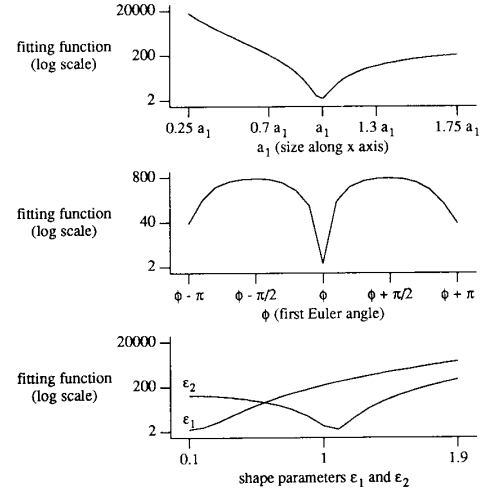 20000
fitting function
(log scale)
200
2
0.25 a1 0.7 a1 a1 1.3 a1 1.75 a1
a1 (size along x axis)
800
fitting function
(log scale)
40
2
ϕ - π ϕ - π/2 ϕ ϕ + π/2 ϕ + π
ϕ (first Euler angle)
20000
fitting function
(log scale)
200
ε2
ε1
2
0.1 1 1.9
shape parameters ε1 and ε2